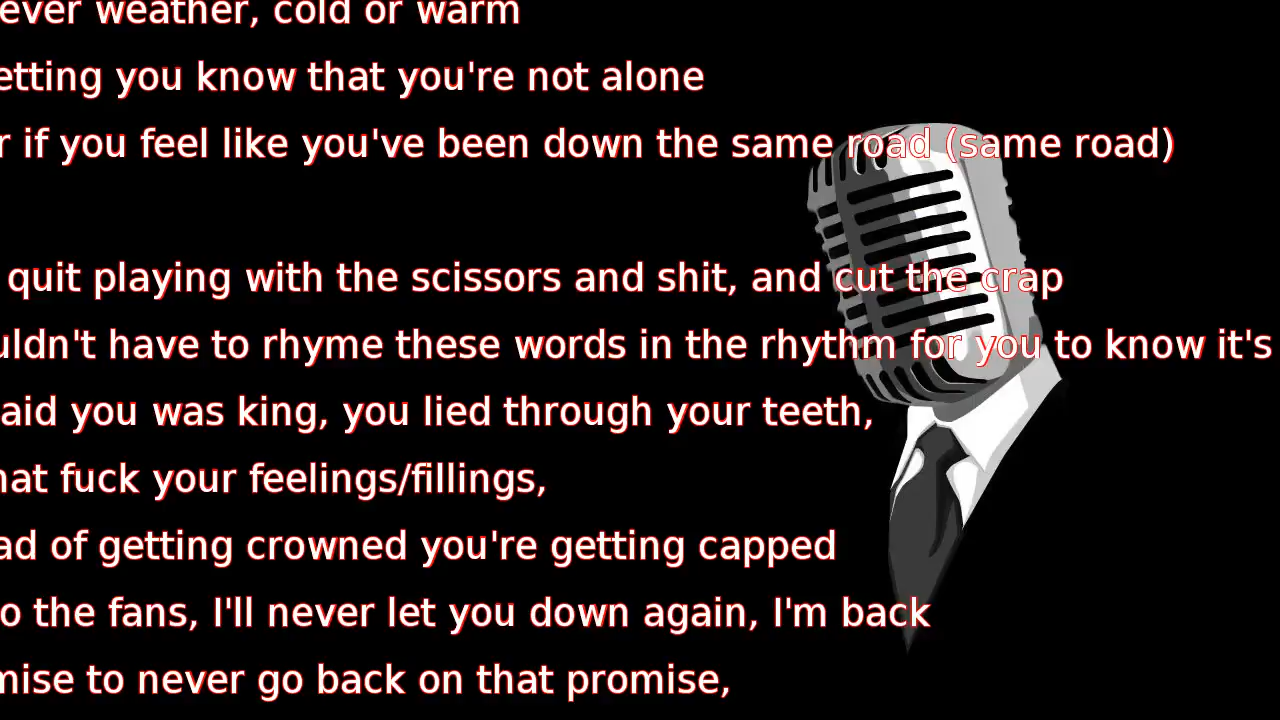 ever weather, cold or warm
etting you know that you're not alone
r if you feel like you've been down the same road (same road)
quit playing with the scissors and shit, and cut the crap
uldn't have to rhyme these words in the rhythm for you to know it's
aid you was king, you lied through your teeth,
hat fuck your feelings/fillings,
ad of getting crowned you're getting capped
o the fans, I'll never let you down again, I'm back
mise to never go back on that promise,